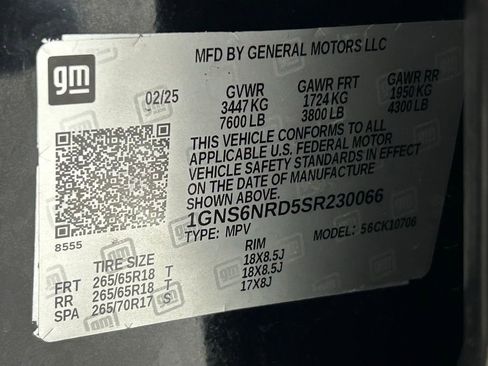 gm
MFD BY GENERAL MOTORS LLC
02/25 GVWR GAWR FRT GAWR RR
3447 KG 1724 KG 1950 KG
7600 LB 3800 LB 4300 LB
THIS VEHICLE CONFORMS TO ALL
APPLICABLE U.S. FEDERAL MOTOR
VEHICLE SAFETY STANDARDS IN EFFECT
ON THE DATE OF MANUFACTURE
SHOWN ABOVE.
1GNS6NRD5SR230066
8555 TYPE: MPV MODEL: 56CK10706
TIRE SIZE RIM
FRT 265/65R18 T 18X8.5J
RR 265/65R18 T 18X8.5J
SPA 265/70R17 S 17X8J